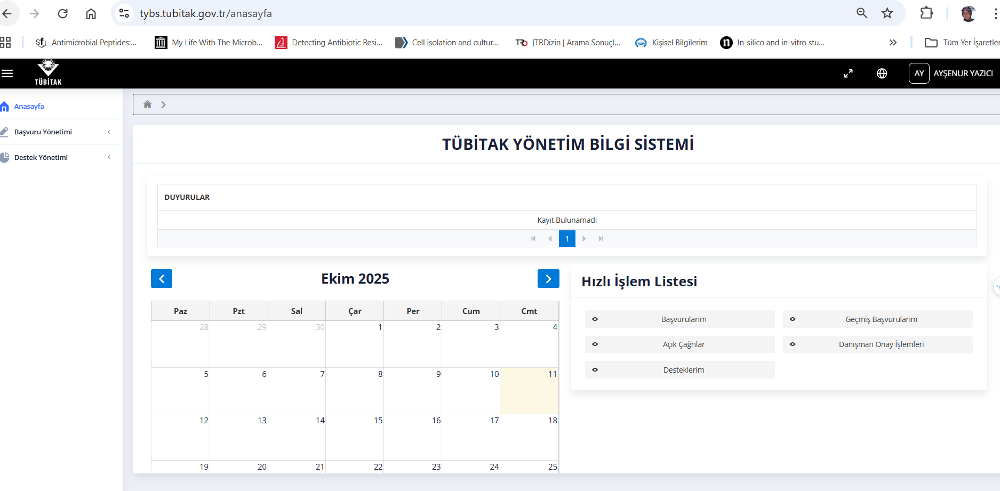 tybs.tubitak.gov.tr/anasayfa
Antimicrobial Peptides:... My Life With The Microb... Detecting Antibiotic Resi... Cell isolation and cultur... [TRDizin | Arama Sonuçl... Kişisel Bilgilerim In-silico and in-vitro stu... Tüm Yer İşaretler
TÜBİTAK
AY AYŞENUR YAZICI
Anasayfa
Başvuru Yönetimi
Destek Yönetimi
TÜBİTAK YÖNETİM BİLGİ SİSTEMİ
DUYURULAR
Kayıt Bulunamadı
1
Ekim 2025
Paz Pzt Sal Çar Per Cum Cmt
28 29 30 1 2 3 4
5 6 7 8 9 10 11
12 13 14 15 16 17 18
19 20 21 22 23 24 25
Hızlı İşlem Listesi
Başvurularım Geçmiş Başvurularım
Açık Çağrılar Danışman Onay İşlemleri
Desteklerim